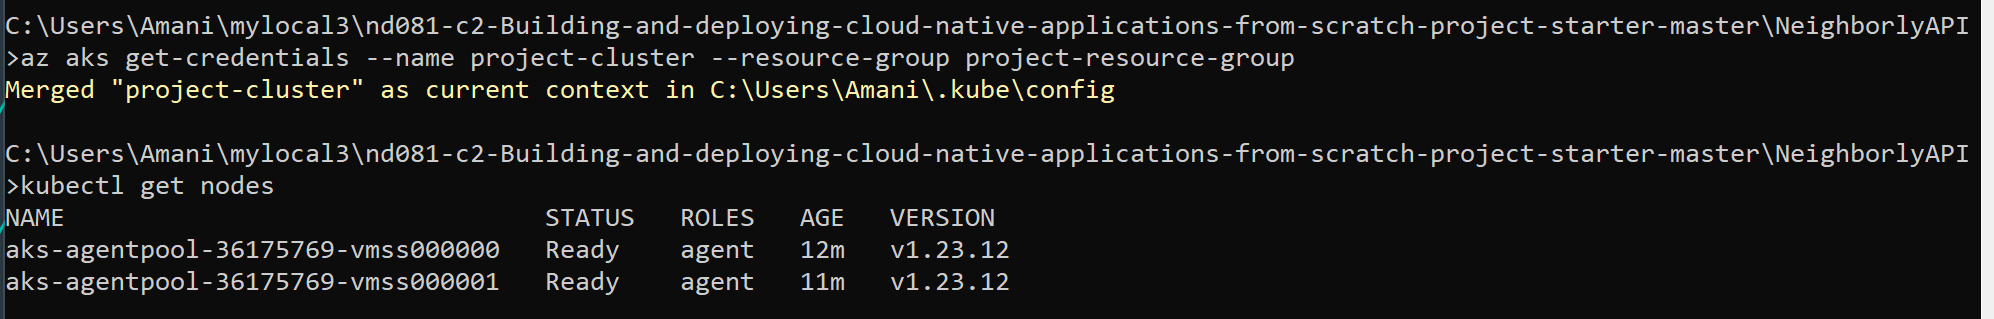 C:\Users\Amani\mylocal3\nd081-c2-Building-and-deploying-cloud-native-applications-from-scratch-project-starter-master\NeighborlyAPI
>az aks get-credentials --name project-cluster --resource-group project-resource-group
Merged "project-cluster" as current context in C:\Users\Amani\.kube\config
C:\Users\Amani\mylocal3\nd081-c2-Building-and-deploying-cloud-native-applications-from-scratch-project-starter-master\NeighborlyAPI
>kubectl get nodes
NAME                                STATUS   ROLES   AGE   VERSION
aks-agentpool-36175769-vmss000000   Ready    agent   12m   v1.23.12
aks-agentpool-36175769-vmss000001   Ready    agent   11m   v1.23.12